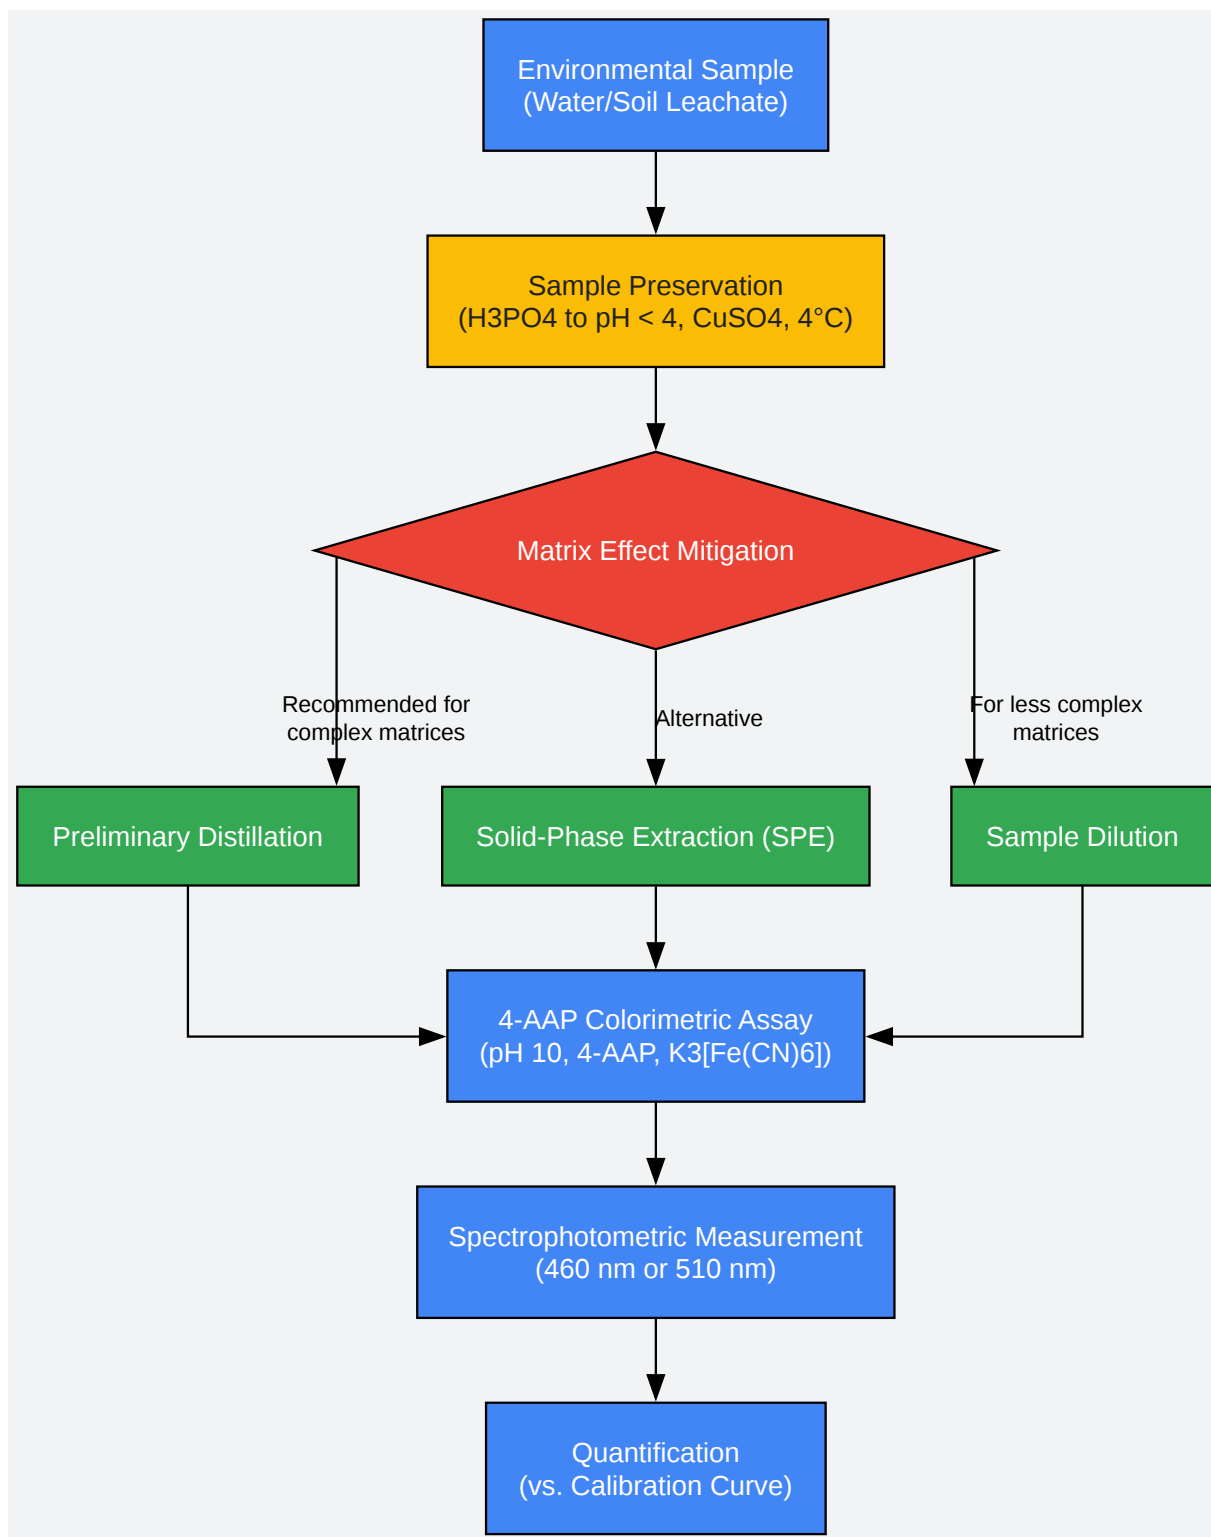 Environmental Sample
(Water/Soil Leachate)
Sample Preservation
(H3PO4 to pH < 4, CuSO4, 4°C)
Matrix Effect Mitigation
Recommended for
complex matrices
Alternative
For less complex
matrices
Preliminary Distillation
Solid-Phase Extraction (SPE)
Sample Dilution
4-AAP Colorimetric Assay
(pH 10, 4-AAP, K3[Fe(CN)6])
Spectrophotometric Measurement
(460 nm or 510 nm)
Quantification
(vs. Calibration Curve)